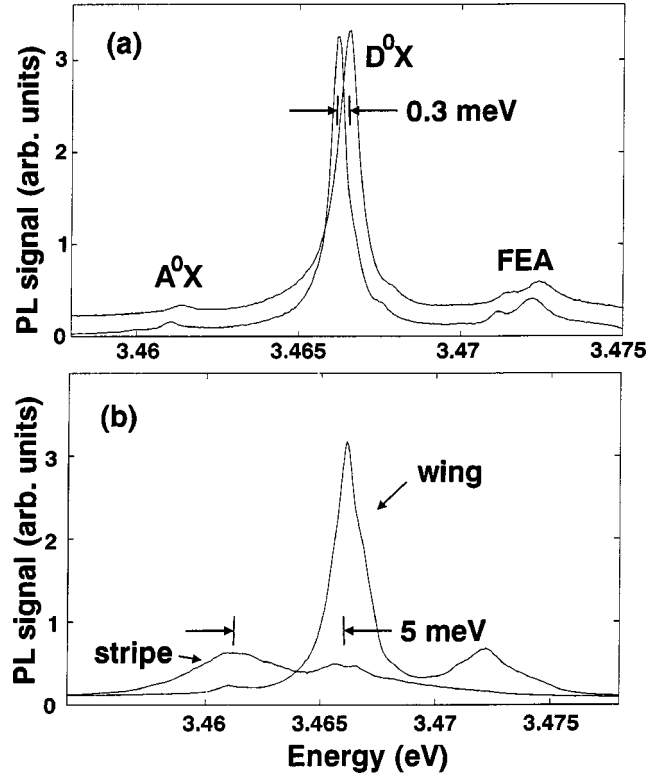 (a)
D⁰X
0.3 meV
A⁰X
FEA
PL signal (arb. units)
3
2
1
0
3.46
3.465
3.47
3.475
(b)
wing
5 meV
stripe
PL signal (arb. units)
4
3
2
1
0
3.46
3.465
3.47
3.475
Energy (eV)